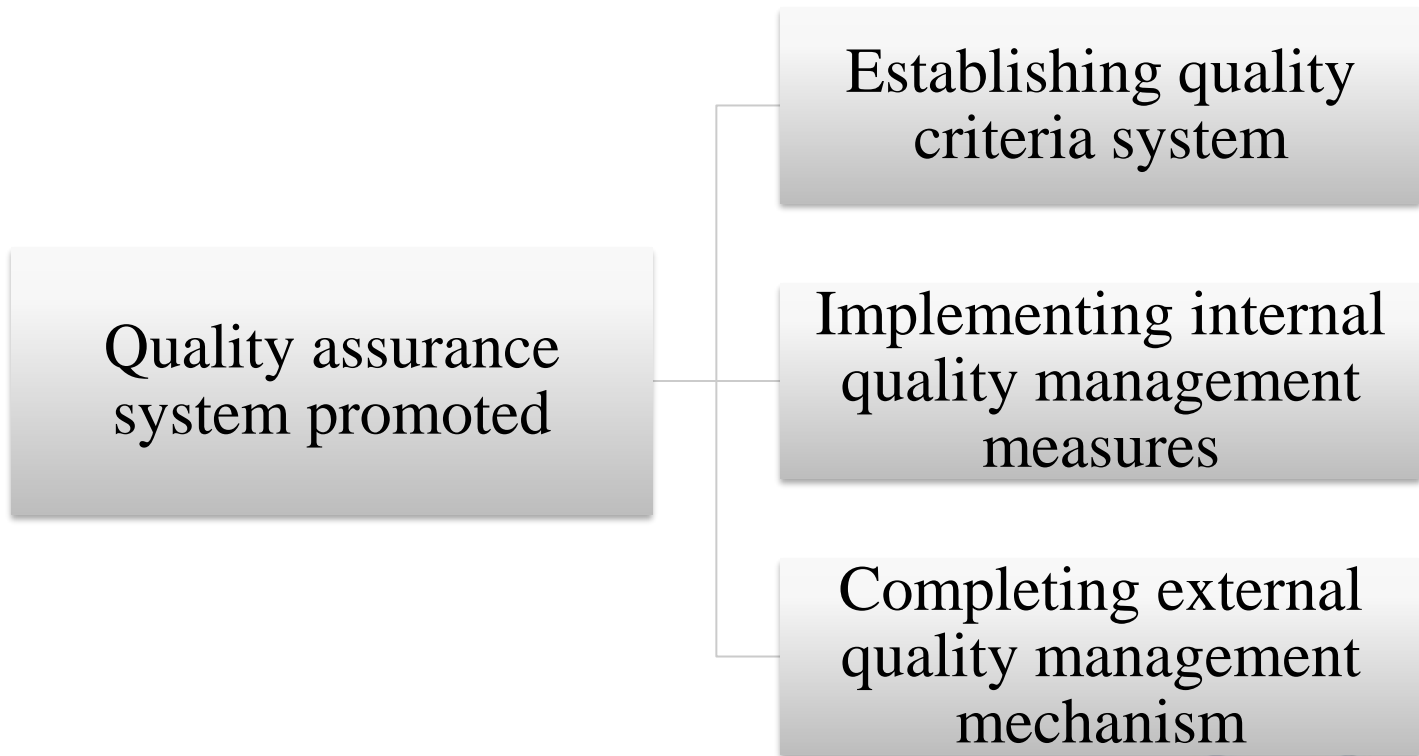 Establishing quality
criteria system
Quality assurance
system promoted
Implementing internal
quality management
measures
Completing external
quality management
mechanism